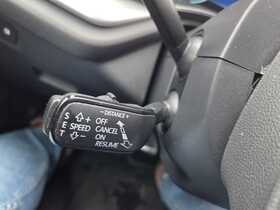 - DISTANCE +
S ⇧+ OFF
E SPEED CANCEL
T ⇩- ON
RESUME